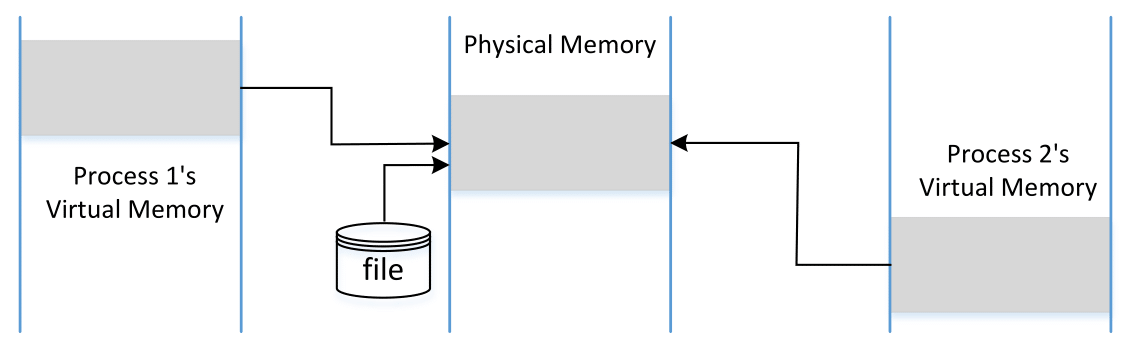 Physical Memory
Process 1's
Virtual Memory
Process 2's
Virtual Memory
file